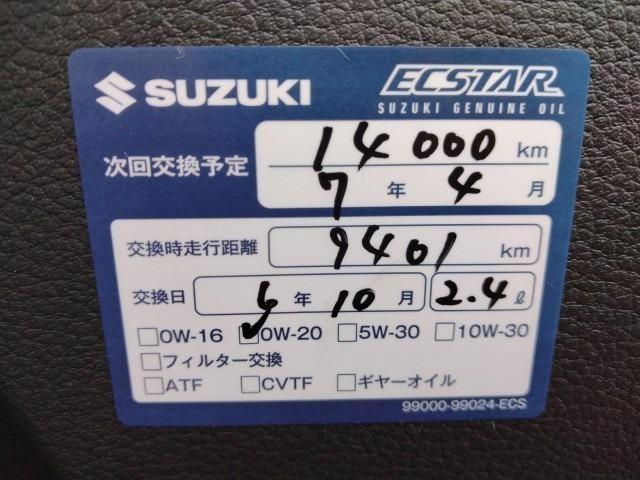 SUZUKI ECSTAR
SUZUKI GENUINE OIL
次回交換予定 14000 km
7 年 4 月
交換時走行距離 9401 km
交換日 6 年 10 月 2.4 ℓ
□0W-16 ☑0W-20 □5W-30 □10W-30
□フィルター交換
□ATF □CVTF □ギヤーオイル
99000-99024-ECS